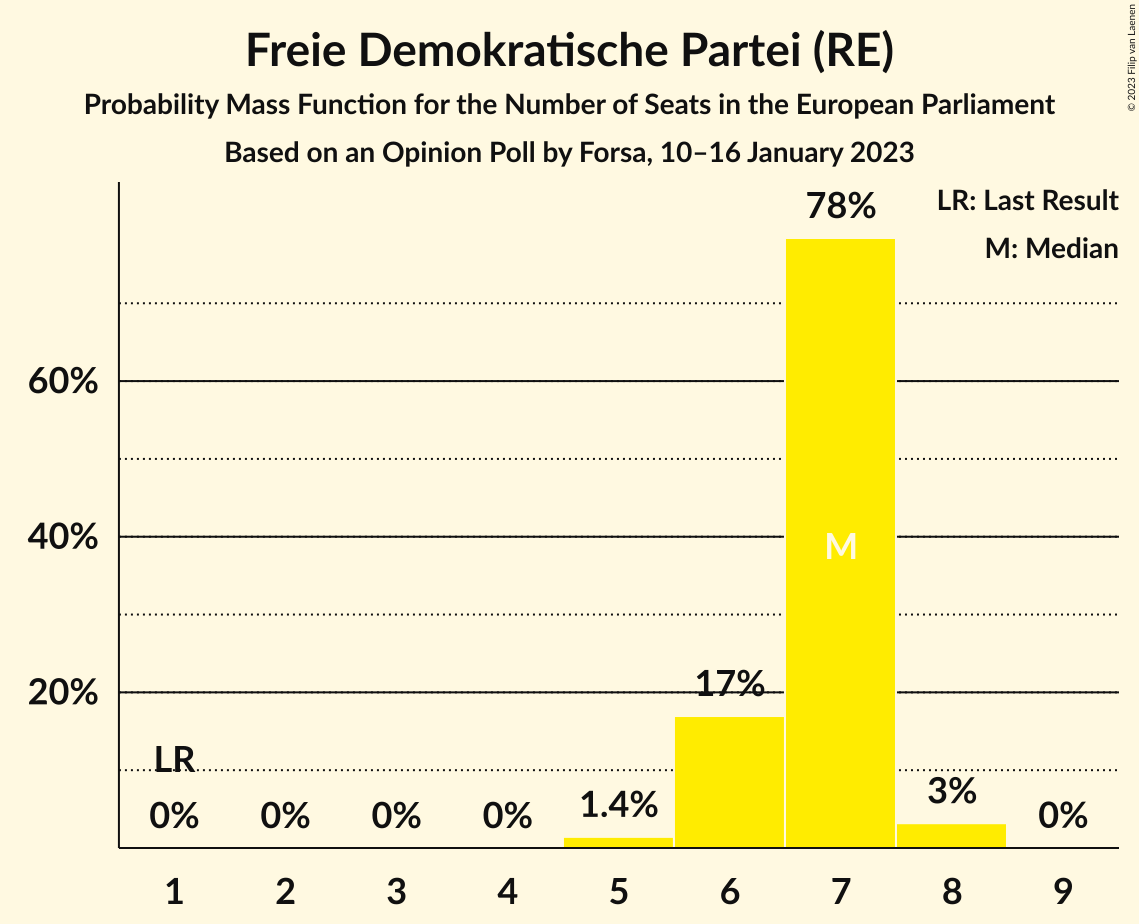 Freie Demokratische Partei (RE)
Probability Mass Function for the Number of Seats in the European Parliament
Based on an Opinion Poll by Forsa, 10–16 January 2023
© 2023 Filip van Laenen
LR: Last Result
M: Median
78%
60%
40%
M
17%
20%
LR
0% 0% 0% 0% 1.4% 3% 0%
1 2 3 4 5 6 7 8 9